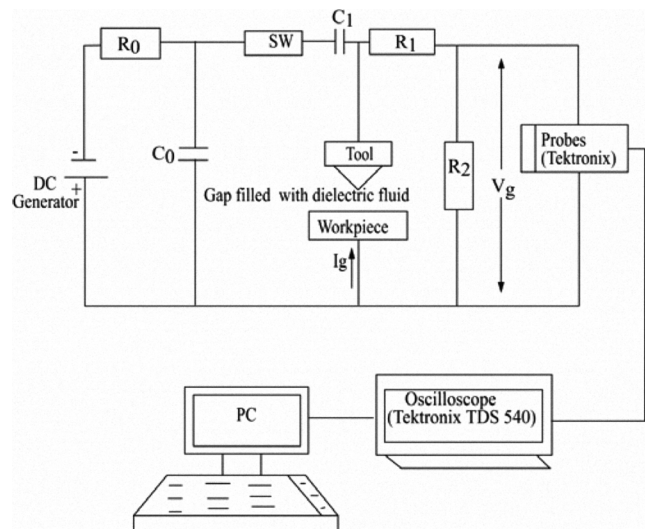 C1
R0
SW
R1
C0
Tool
R2
Vg
Probes
(Tektronix)
-
+
DC
Generator
Gap filled with dielectric fluid
Workpiece
Ig
PC
Oscilloscope
(Tektronix TDS 540)